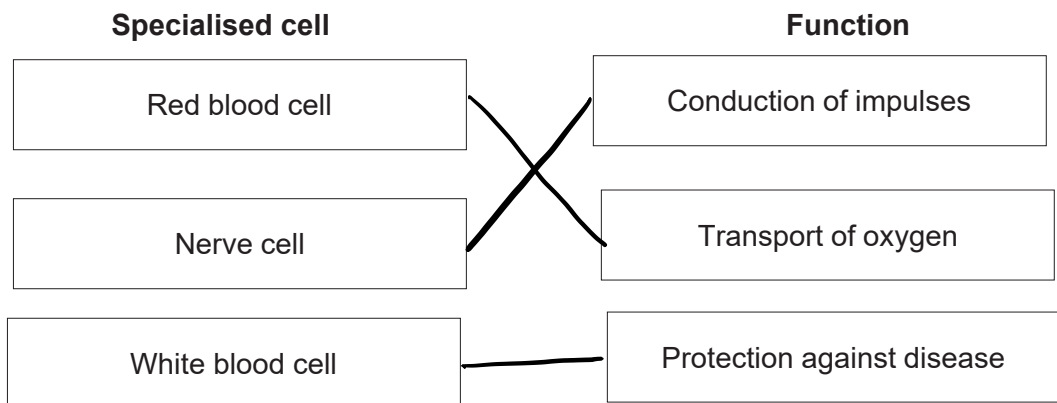 Specialised cell
Function
Red blood cell
Conduction of impulses
Nerve cell
Transport of oxygen
White blood cell
Protection against disease